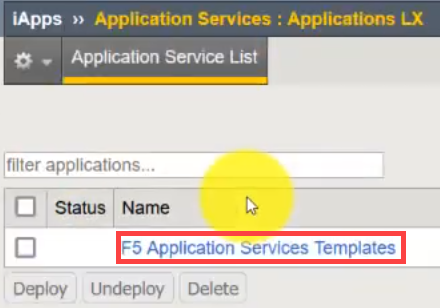 iApps ›› Application Services : Applications LX
Application Service List
filter applications...
Status Name
F5 Application Services Templates
Deploy Undeploy Delete